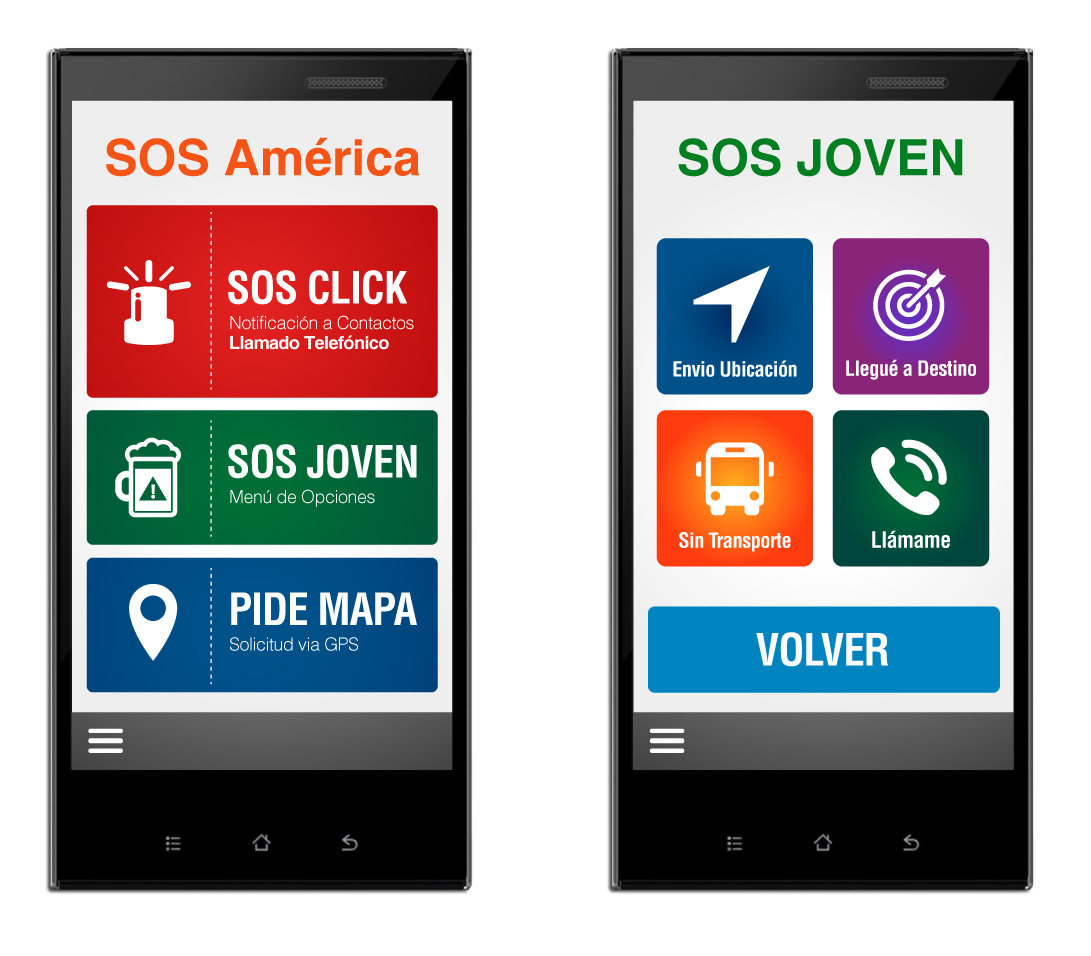 SOS América
SOS CLICK
Notificación a Contactos
Llamado Telefónico
SOS JOVEN
Menú de Opciones
PIDE MAPA
Solicitud via GPS
SOS JOVEN
Envio Ubicación
Llegué a Destino
Sin Transporte
Llámame
VOLVER